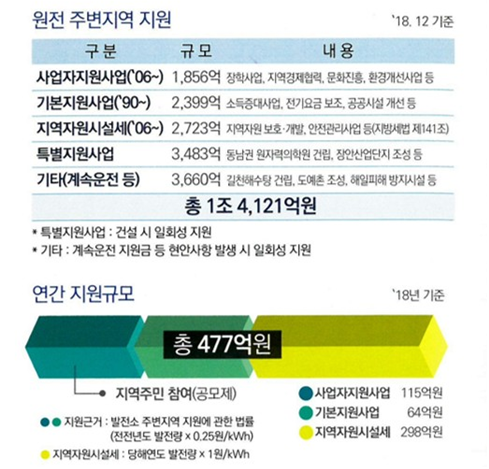 원전 주변지역 지원
'18. 12 기준
구 분 규 모 내 용
사업자지원사업('06~) 1,856억 장학사업, 지역경제협력, 문화진흥, 환경개선사업 등
기본지원사업('90~) 2,399억 소득증대사업, 전기요금 보조, 공공시설 개선 등
지역자원시설세('06~) 2,723억 지역자원 보호·개발, 안전관리사업 등(지방세법 제141조)
특별지원사업 3,483억 동남권 원자력의학원 건립, 장안산업단지 조성 등
기타(계속운전 등) 3,660억 길천해수탕 건립, 도예촌 조성, 해일피해 방지시설 등
총 1조 4,121억원
* 특별지원사업 : 건설 시 일회성 지원
* 기타 : 계속운전 지원금 등 현안사항 발생 시 일회성 지원
연간 지원규모
'18년 기준
총 477억원
지역주민 참여(공모제)
지원근거 : 발전소 주변지역 지원에 관한 법률
(전전년도 발전량 × 0.25원/kWh)
지역자원시설세 : 당해연도 발전량 × 1원/kWh)
사업자지원사업 115억원
기본지원사업 64억원
지역자원시설세 298억원